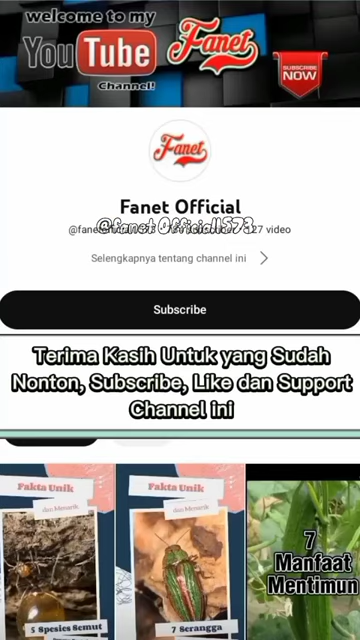 welcome to my
YouTube
Channel!
Fanet
SUBSCRIBE
NOW
Fanet
Fanet Official
@fanet Official1573
127 video
Selengkapnya tentang channel ini
Subscribe
Terima Kasih Untuk yang Sudah
Nonton, Subscribe, Like dan Support
Channel ini
Fakta Unik
dan Menarik
5 Spesies Semut
Fakta Unik
dan Menarik
7 Serangga
7
Manfaat
Mentimun